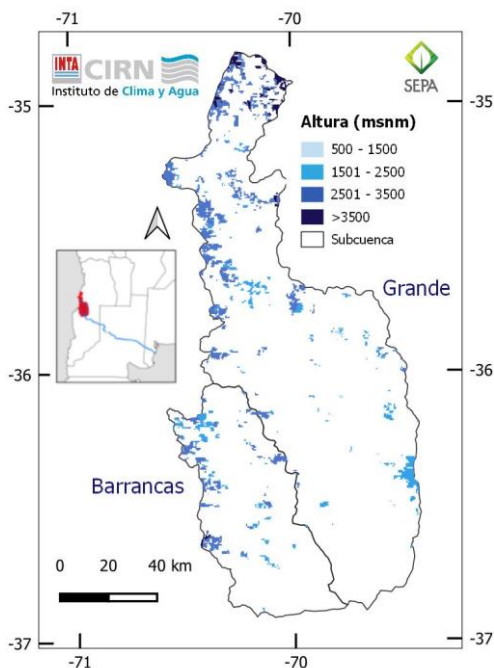 -71
-70
INTA CIRN
Instituto de Clima y Agua
SEPA
-35
-35
Altura (msnm)
500 - 1500
1501 - 2500
2501 - 3500
>3500
Subcuenca
Grande
-36
-36
Barrancas
0 20 40 km
-37
-37
-71
-70